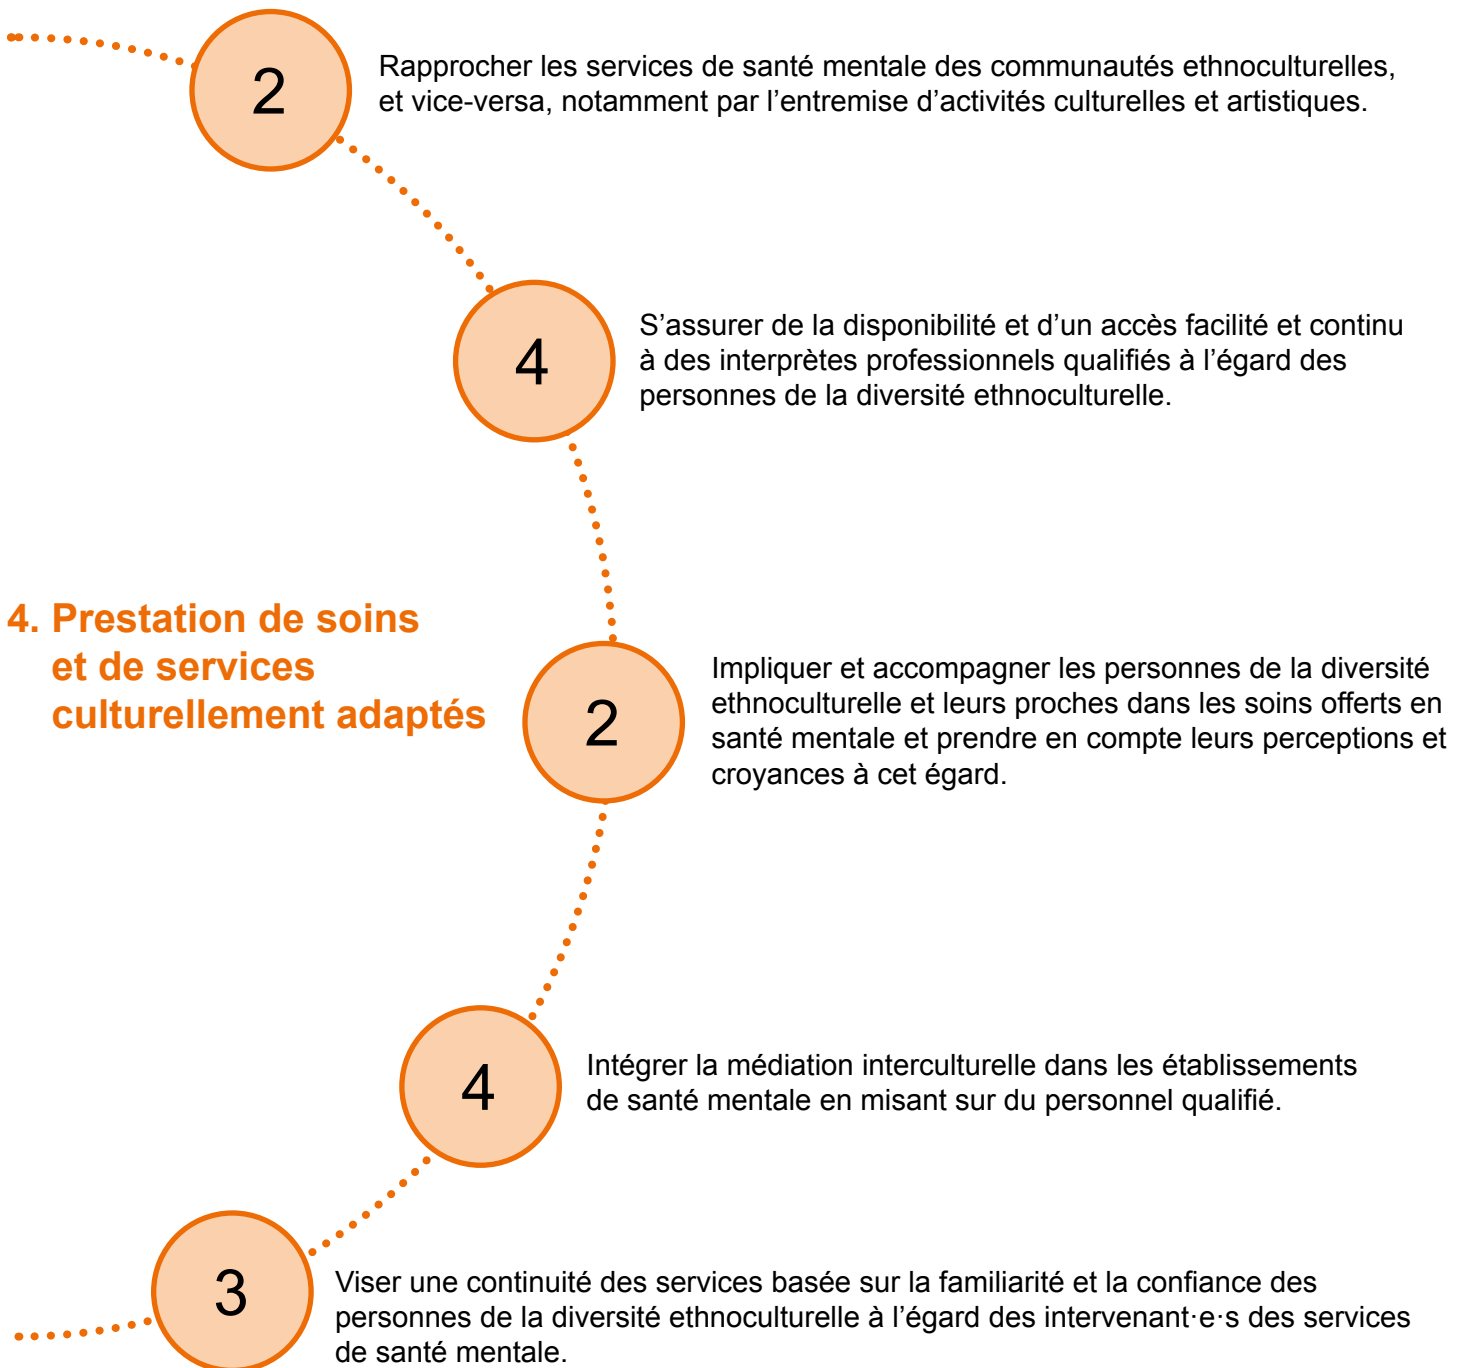 2
Rapprocher les services de santé mentale des communautés ethnoculturelles,
et vice-versa, notamment par l’entremise d’activités culturelles et artistiques.
4
S’assurer de la disponibilité et d’un accès facilité et continu
à des interprètes professionnels qualifiés à l’égard des
personnes de la diversité ethnoculturelle.
4. Prestation de soins
et de services
culturellement adaptés
2
Impliquer et accompagner les personnes de la diversité
ethnoculturelle et leurs proches dans les soins offerts en
santé mentale et prendre en compte leurs perceptions et
croyances à cet égard.
4
Intégrer la médiation interculturelle dans les établissements
de santé mentale en misant sur du personnel qualifié.
3
Viser une continuité des services basée sur la familiarité et la confiance des
personnes de la diversité ethnoculturelle à l’égard des intervenant·e·s des services
de santé mentale.